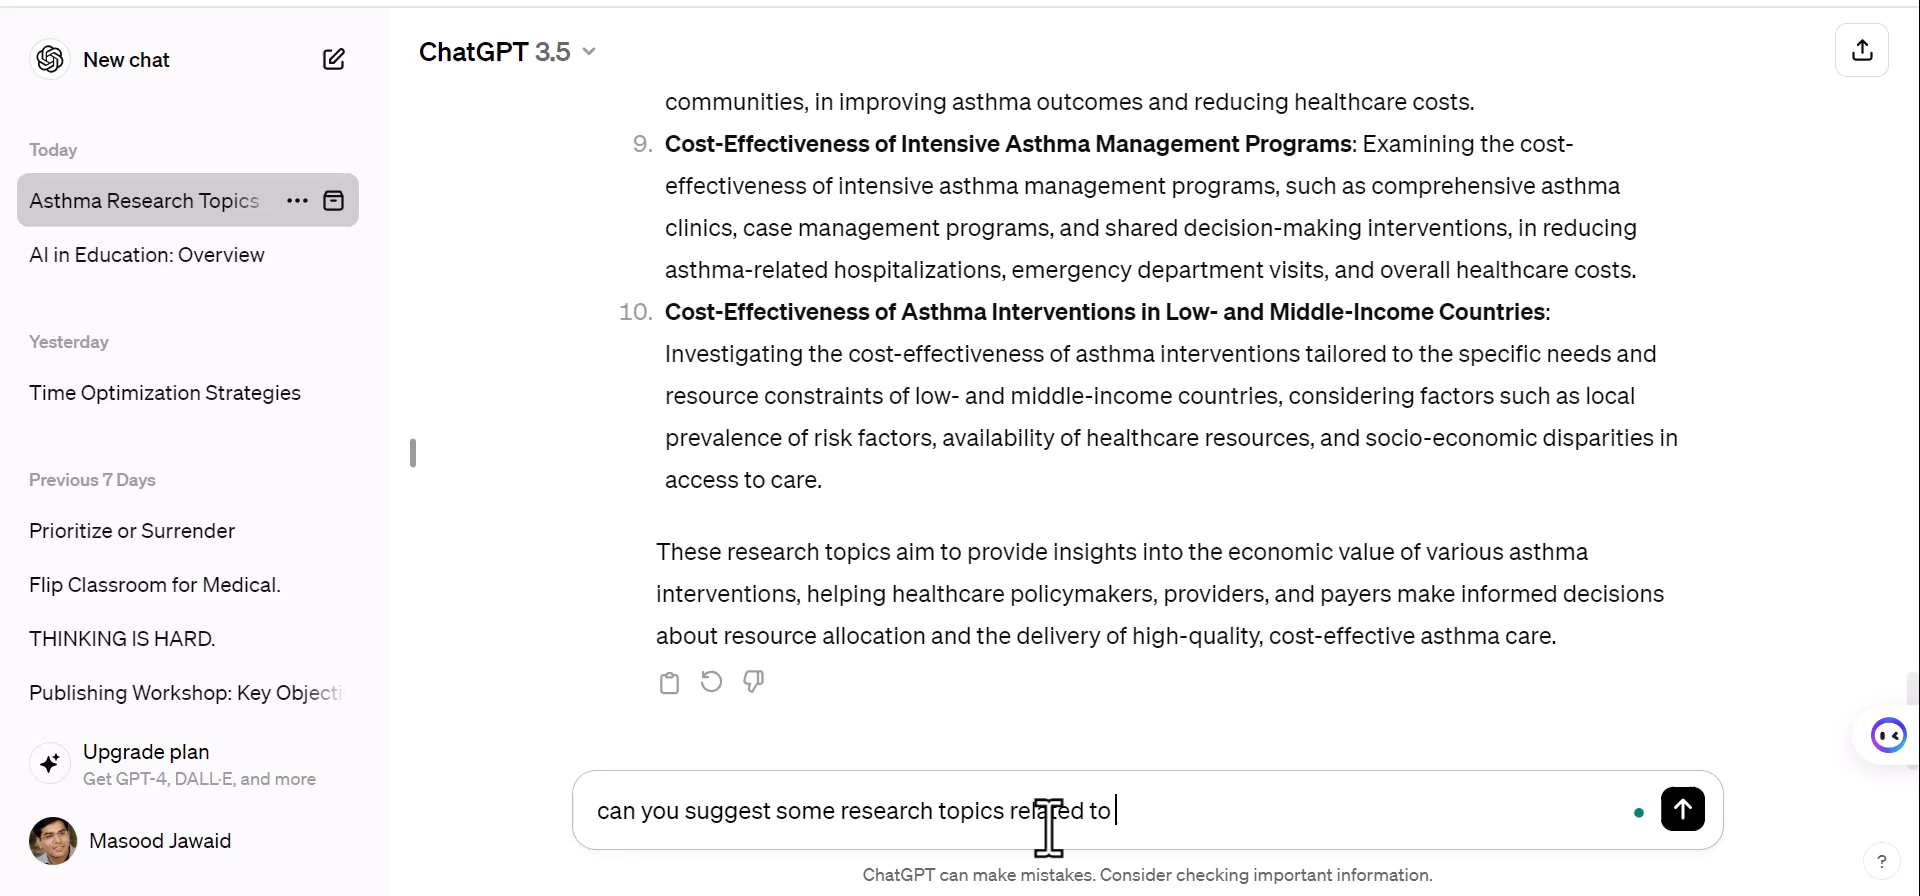 New chat
Today
Asthma Research Topics
AI in Education: Overview
Yesterday
Time Optimization Strategies
Previous 7 Days
Prioritize or Surrender
Flip Classroom for Medical.
THINKING IS HARD.
Publishing Workshop: Key Objecti
Upgrade plan
Get GPT-4, DALL·E, and more
Masood Jawaid
ChatGPT 3.5
communities, in improving asthma outcomes and reducing healthcare costs.
9. Cost-Effectiveness of Intensive Asthma Management Programs: Examining the cost-
effectiveness of intensive asthma management programs, such as comprehensive asthma
clinics, case management programs, and shared decision-making interventions, in reducing
asthma-related hospitalizations, emergency department visits, and overall healthcare costs.
10. Cost-Effectiveness of Asthma Interventions in Low- and Middle-Income Countries:
Investigating the cost-effectiveness of asthma interventions tailored to the specific needs and
resource constraints of low- and middle-income countries, considering factors such as local
prevalence of risk factors, availability of healthcare resources, and socio-economic disparities in
access to care.
These research topics aim to provide insights into the economic value of various asthma
interventions, helping healthcare policymakers, providers, and payers make informed decisions
about resource allocation and the delivery of high-quality, cost-effective asthma care.
can you suggest some research topics related to
ChatGPT can make mistakes. Consider checking important information.
?